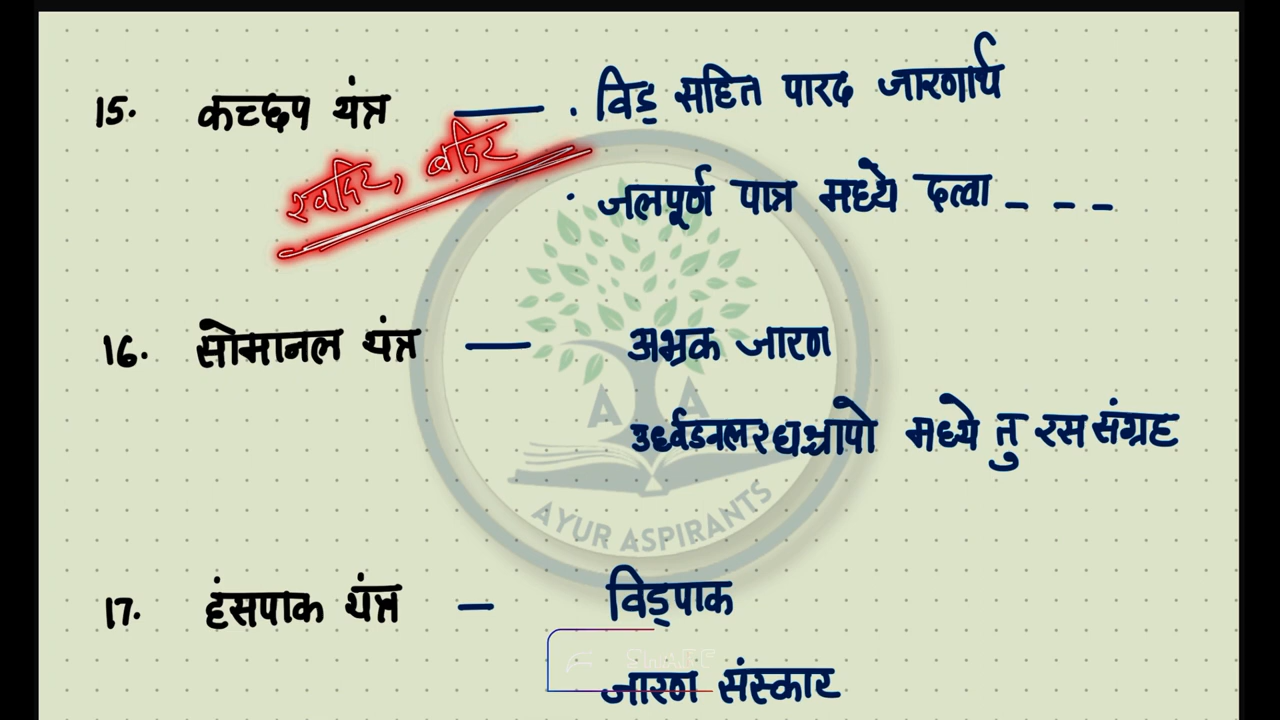 15. कच्छप यंत्र — . विड् सहित पारद जारणार्थ
खदिर, बदिर
. जलपूर्ण पात्र मध्ये दत्वा _ _ _
16. सोमानल यंत्र — अभ्रक जारण
उर्ध्वडनलरधश्चापो मध्ये तु रस संग्रह
A A
AYUR ASPIRANTS
17. हंसपाक यंत्र — विड्पाक
जारण संस्कार